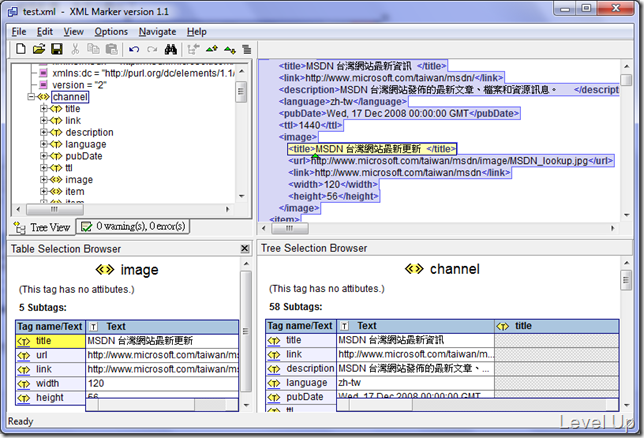 test.xml - XML Marker version 1.1
File Edit View Options Navigate Help
xmlns:dc = "http://purl.org/dc/elements/1.1/
version = "2"
channel
title
link
description
language
pubDate
ttl
image
item
item
Tree View 0 warning(s), 0 error(s)
<title>MSDN 台灣網站最新資訊 </title>
<link>http://www.microsoft.com/taiwan/msdn/</link>
<description>MSDN 台灣網站發佈的最新文章、檔案和資源訊息。 </descrip
<language>zh-tw</language>
<pubDate>Wed, 17 Dec 2008 00:00:00 GMT</pubDate>
<ttl>1440</ttl>
<image>
<title>MSDN 台灣網站最新更新 </title>
<url>http://www.microsoft.com/taiwan/msdn/image/MSDN_lookup.jpg</url>
<link>http://www.microsoft.com/taiwan/msdn</link>
<width>120</width>
<height>56</height>
</image>
<item>
Table Selection Browser
image
(This tag has no attibutes.)
5 Subtags:
Tag name/Text T Text
title MSDN 台灣網站最新更新
url http://www.microsoft.com/taiwan/ms
link http://www.microsoft.com/taiwan/ms
width 120
height 56
Tree Selection Browser
channel
(This tag has no attibutes.)
58 Subtags:
Tag name/Text T Text title
title MSDN 台灣網站最新資訊
link http://www.microsoft.com/taiwan/m...
description MSDN 台灣網站發佈的最新文章、...
language zh-tw
pubDate Wed, 17 Dec 2008 00:00:00 GMT
ttl
Ready
Level Up